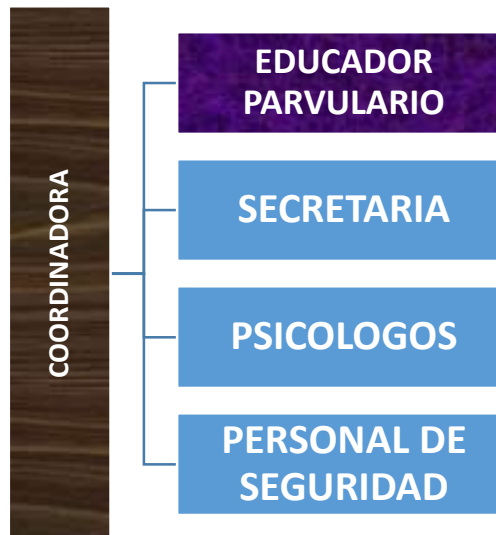 COORDINADORA
EDUCADOR
PARVULARIO
SECRETARIA
PSICOLOGOS
PERSONAL DE
SEGURIDAD